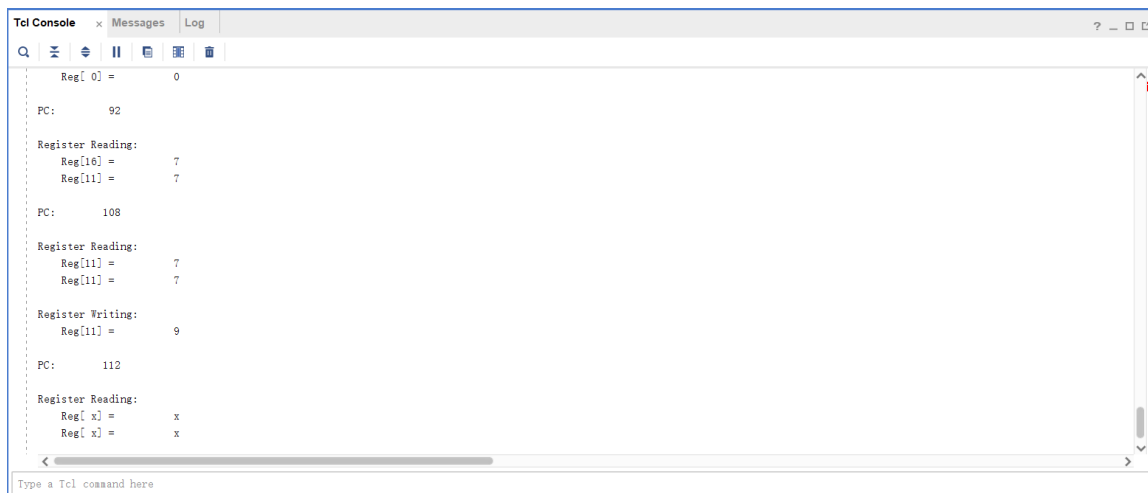 Tcl Console × Messages Log ? _
Reg[ 0] = 0
PC: 92
Register Reading:
Reg[16] = 7
Reg[11] = 7
PC: 108
Register Reading:
Reg[11] = 7
Reg[11] = 7
Register Writing:
Reg[11] = 9
PC: 112
Register Reading:
Reg[ x] = x
Reg[ x] = x
Type a Tcl command here